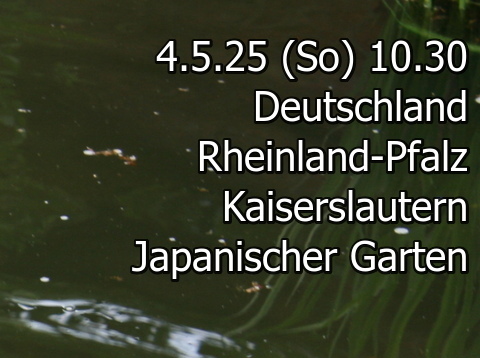 4.5.25 (So) 10.30
Deutschland
Rheinland-Pfalz
Kaiserslautern
Japanischer Garten